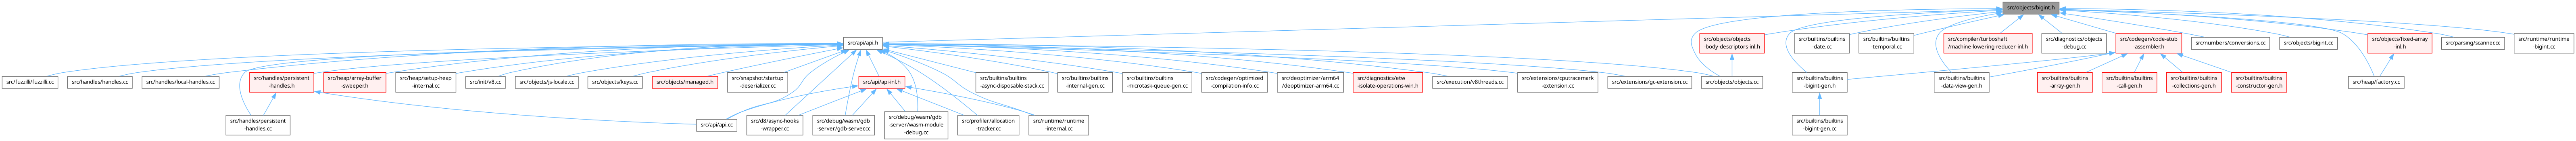 src/objects/bigint.h
src/api/api.h
src/objects/objects
-body-descriptors-inl.h
src/builtins/builtins
-date.cc
src/builtins/builtins
-temporal.cc
src/compiler/turboshaft
/machine-lowering-reducer-inl.h
src/diagnostics/objects
-debug.cc
src/codegen/code-stub
-assembler.h
src/numbers/conversions.cc
src/objects/bigint.cc
src/objects/fixed-array
-inl.h
src/parsing/scanner.cc
src/runtime/runtime
-bigint.cc
src/fuzzilli/fuzzilli.cc
src/handles/handles.cc
src/handles/local-handles.cc
src/handles/persistent
-handles.h
src/heap/array-buffer
-sweeper.h
src/heap/setup-heap
-internal.cc
src/init/v8.cc
src/objects/js-locale.cc
src/objects/keys.cc
src/objects/managed.h
src/snapshot/startup
-deserializer.cc
src/api/api-inl.h
src/builtins/builtins
-async-disposable-stack.cc
src/builtins/builtins
-internal-gen.cc
src/builtins/builtins
-microtask-queue-gen.cc
src/codegen/optimized
-compilation-info.cc
src/deoptimizer/arm64
/deoptimizer-arm64.cc
src/diagnostics/etw
-isolate-operations-win.h
src/execution/v8threads.cc
src/extensions/cputracemark
-extension.cc
src/extensions/gc-extension.cc
src/objects/objects.cc
src/builtins/builtins
-bigint-gen.h
src/builtins/builtins
-data-view-gen.h
src/builtins/builtins
-array-gen.h
src/builtins/builtins
-call-gen.h
src/builtins/builtins
-collections-gen.h
src/builtins/builtins
-constructor-gen.h
src/heap/factory.cc
src/handles/persistent
-handles.cc
src/api/api.cc
src/d8/async-hooks
-wrapper.cc
src/debug/wasm/gdb
-server/gdb-server.cc
src/debug/wasm/gdb
-server/wasm-module
-debug.cc
src/profiler/allocation
-tracker.cc
src/runtime/runtime
-internal.cc
src/builtins/builtins
-bigint-gen.cc